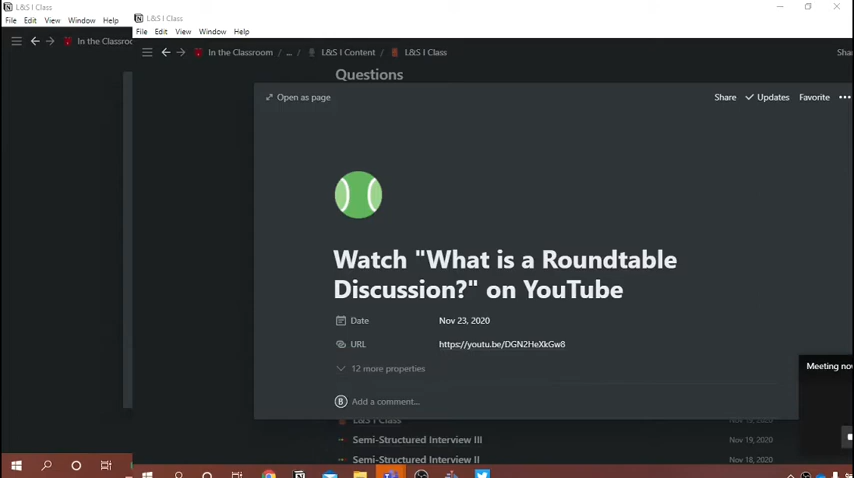 L&S I Class
File Edit View Window Help
In the Classroo
L&S I Class
File Edit View Window Help
In the Classroom / ... / L&S I Content / L&S I Class
Questions
Open as page
Share Updates Favorite
Watch "What is a Roundtable
Discussion?" on YouTube
Date Nov 23, 2020
URL https://youtu.be/DGN2HeXkGw8
12 more properties
B Add a comment...
Meeting now
L&S I Class
Semi-Structured Interview III Nov 19, 2020
Semi-Structured Interview II Nov 18, 2020